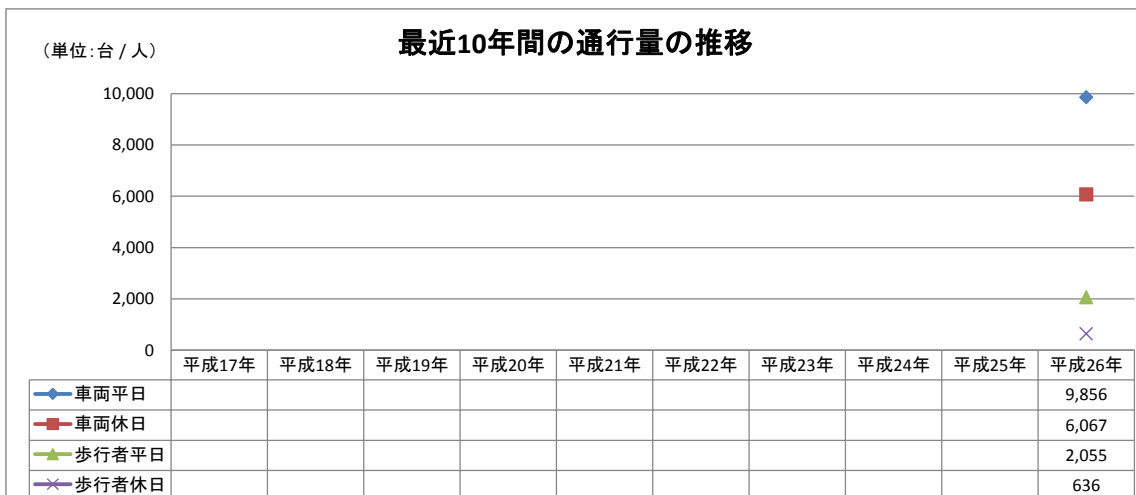 最近10年間の通行量の推移
（単位:台 / 人）
10,000
8,000
6,000
4,000
2,000
0
平成17年 平成18年 平成19年 平成20年 平成21年 平成22年 平成23年 平成24年 平成25年 平成26年
車両平日 9,856
車両休日 6,067
歩行者平日 2,055
歩行者休日 636